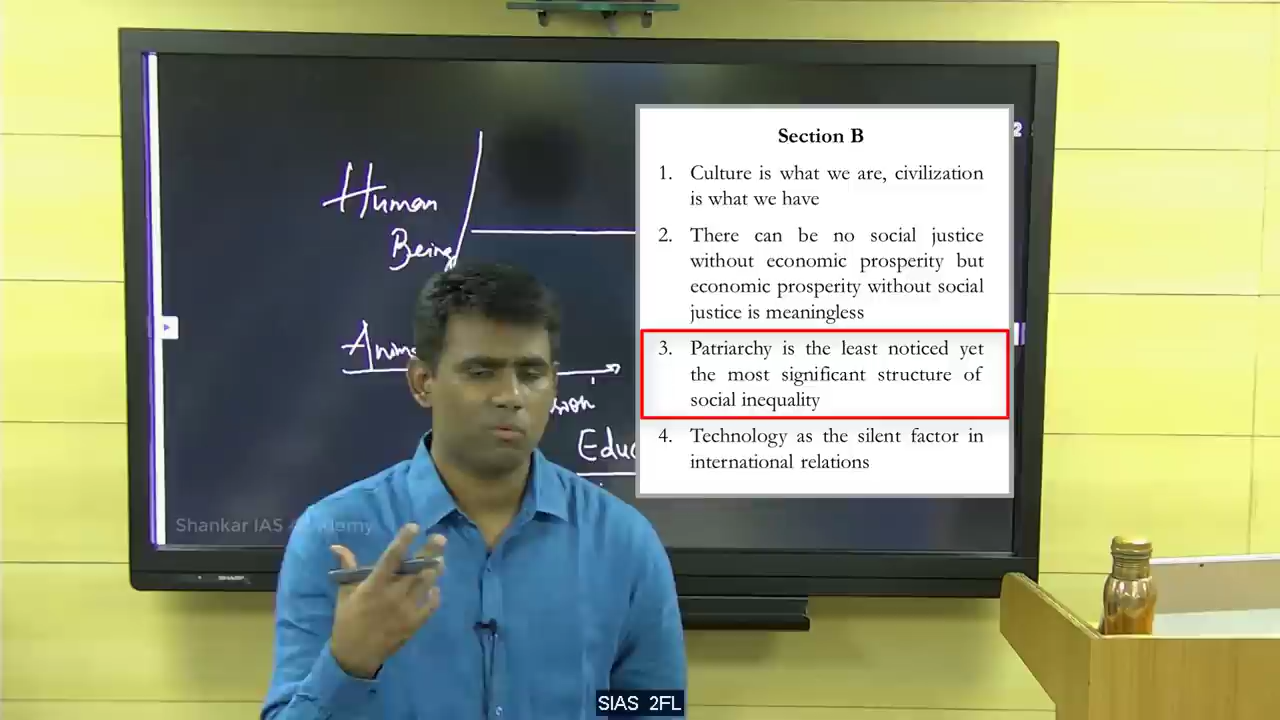 Human
Being
Section B
1. Culture is what we are, civilization
is what we have
2. There can be no social justice
without economic prosperity but
economic prosperity without social
justice is meaningless
3. Patriarchy is the least noticed yet
the most significant structure of
social inequality
4. Technology as the silent factor in
international relations
Shankar IAS
SHARP
SIAS 2FL